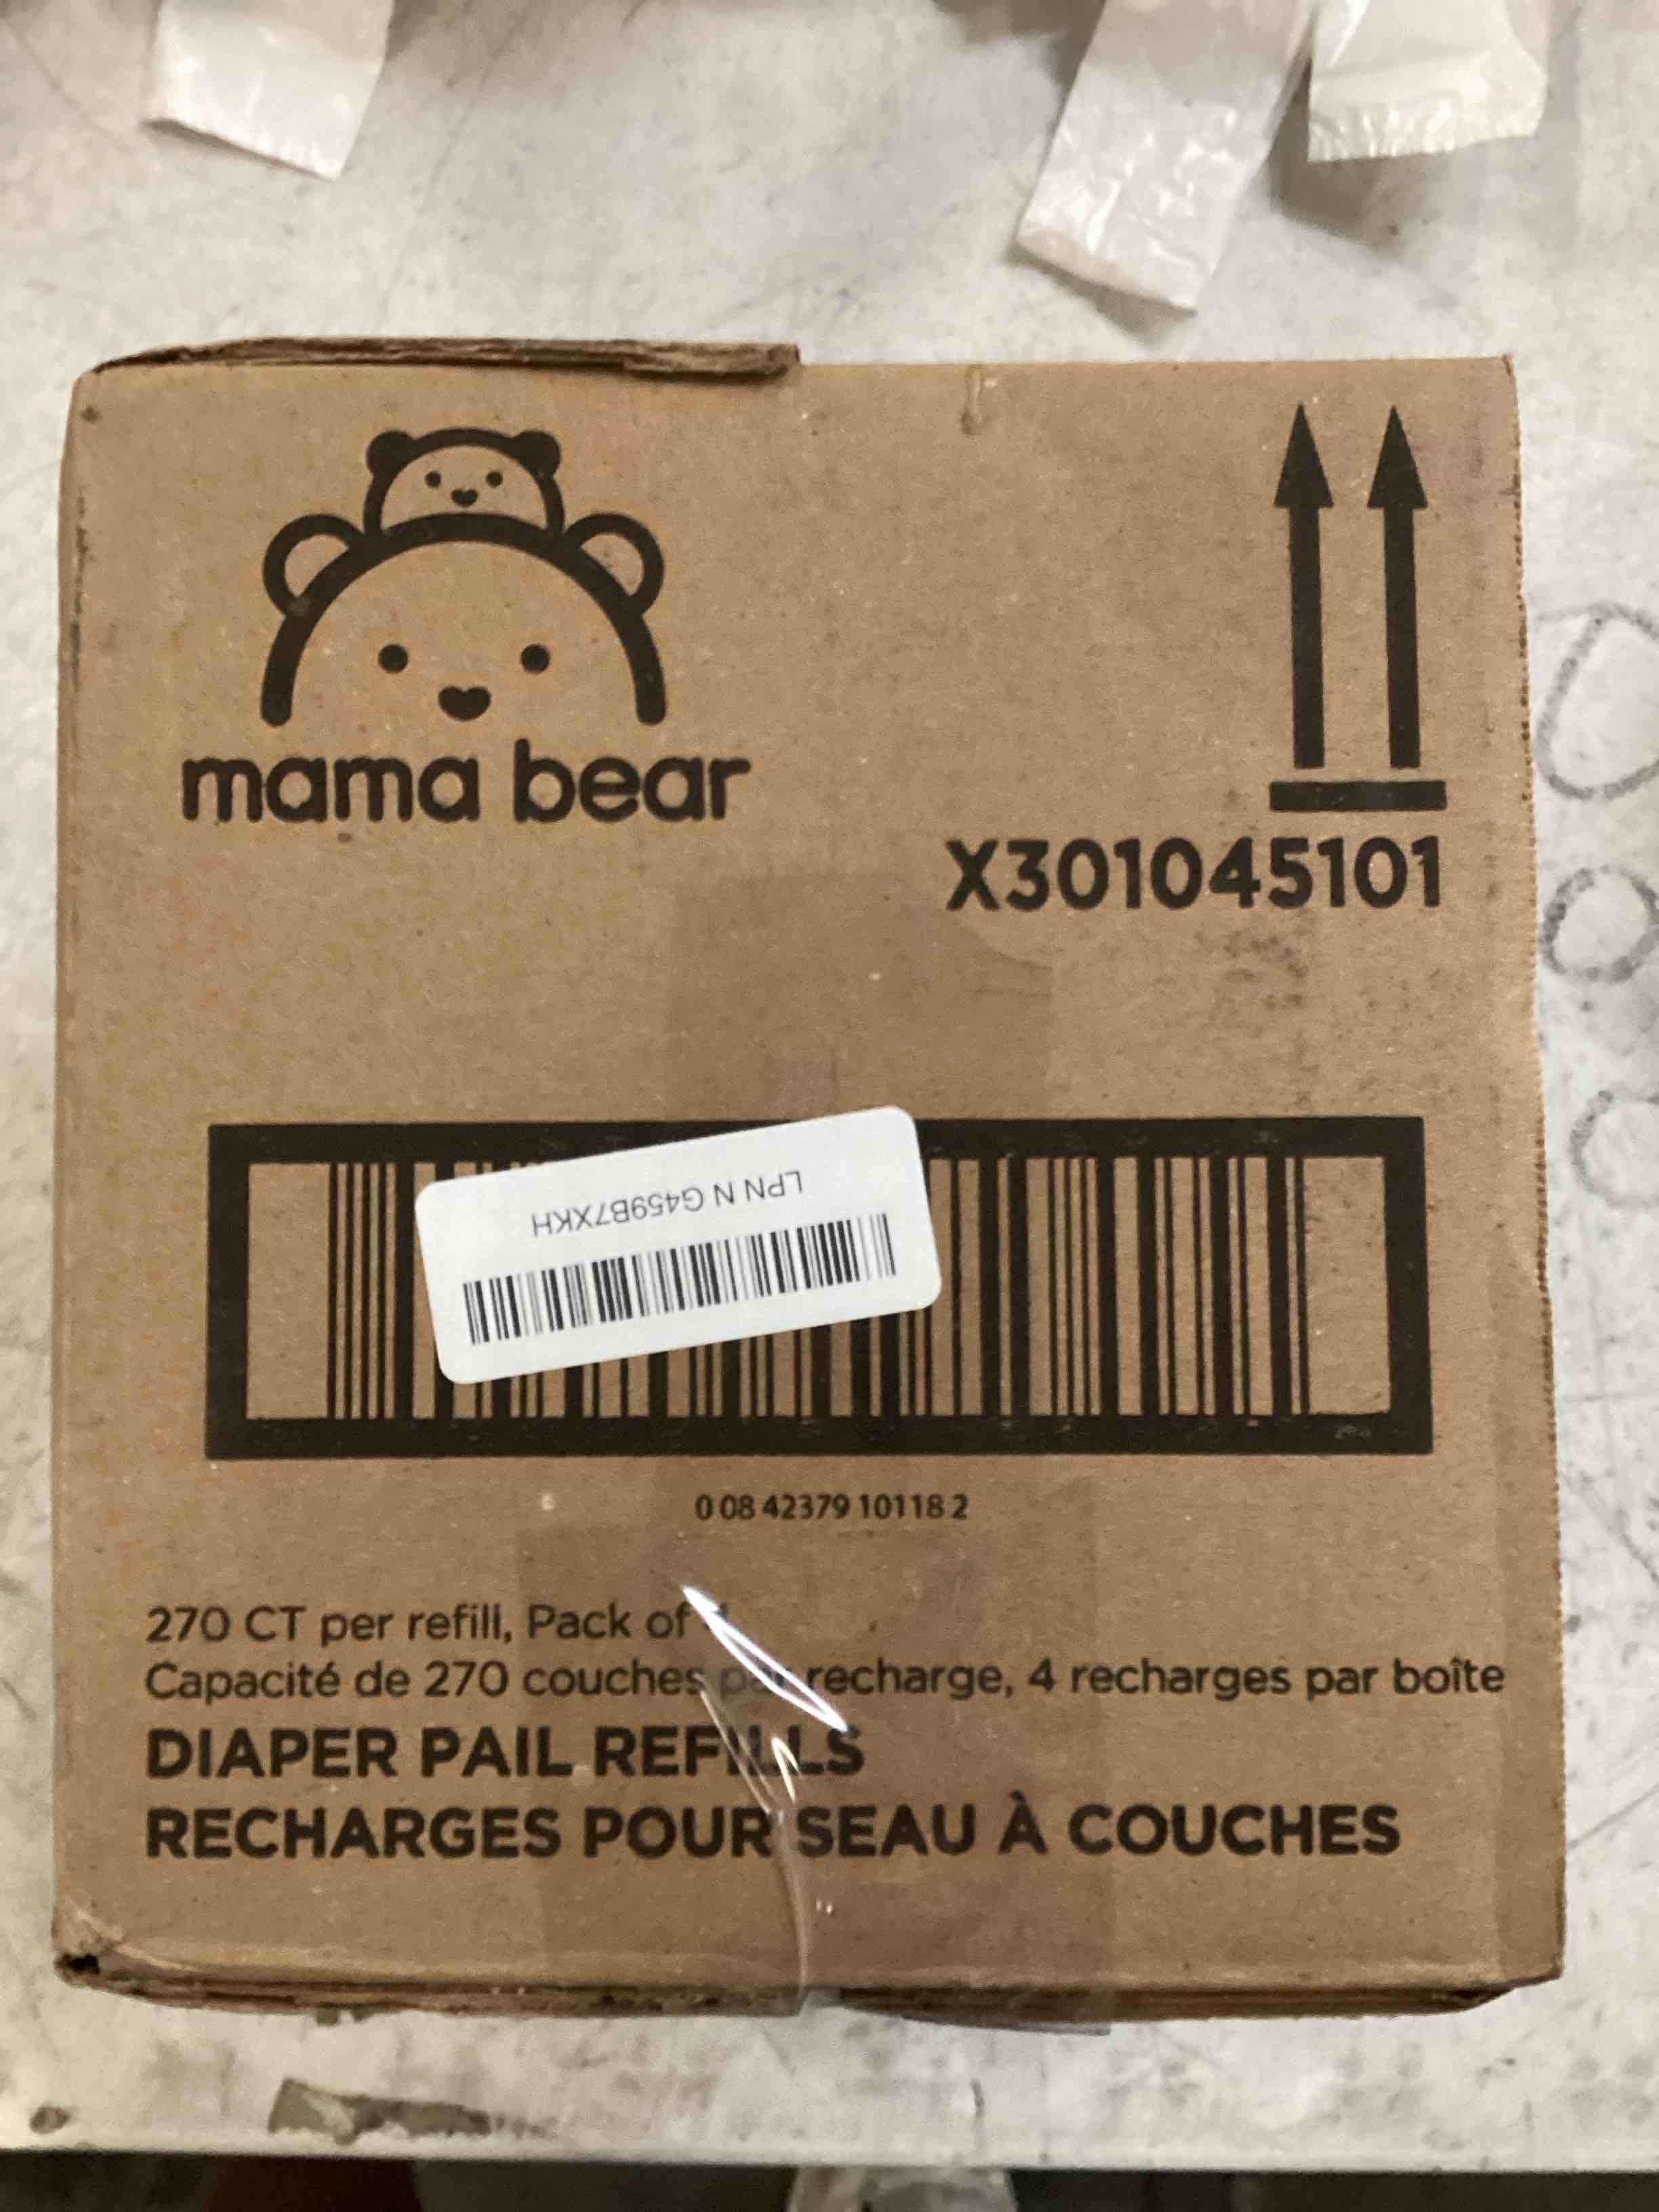 mama bear
X301045101
LPN N G459B7XKH
0 08 42379 10118 2
270 CT per refill, Pack of
Capacité de 270 couches par recharge, 4 recharges par boîte
DIAPER PAIL REFILLS
RECHARGES POUR SEAU À COUCHES